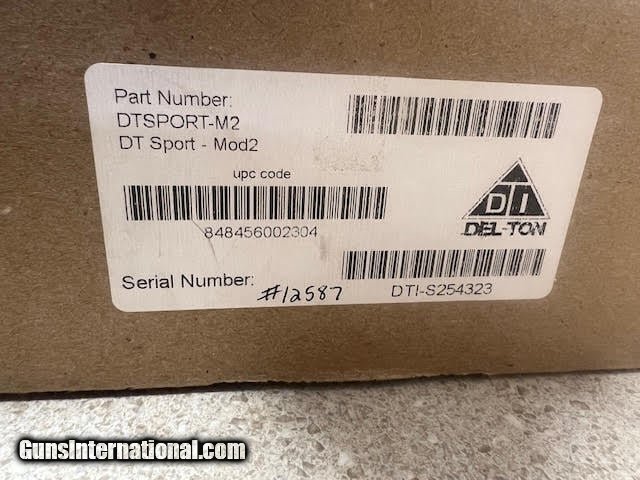 Part Number:
DTSPORT-M2
DT Sport - Mod2
upc code
848456002304
DTI
DEL-TON
Serial Number:
#12587
DTI-S254323
GunsInternational.com